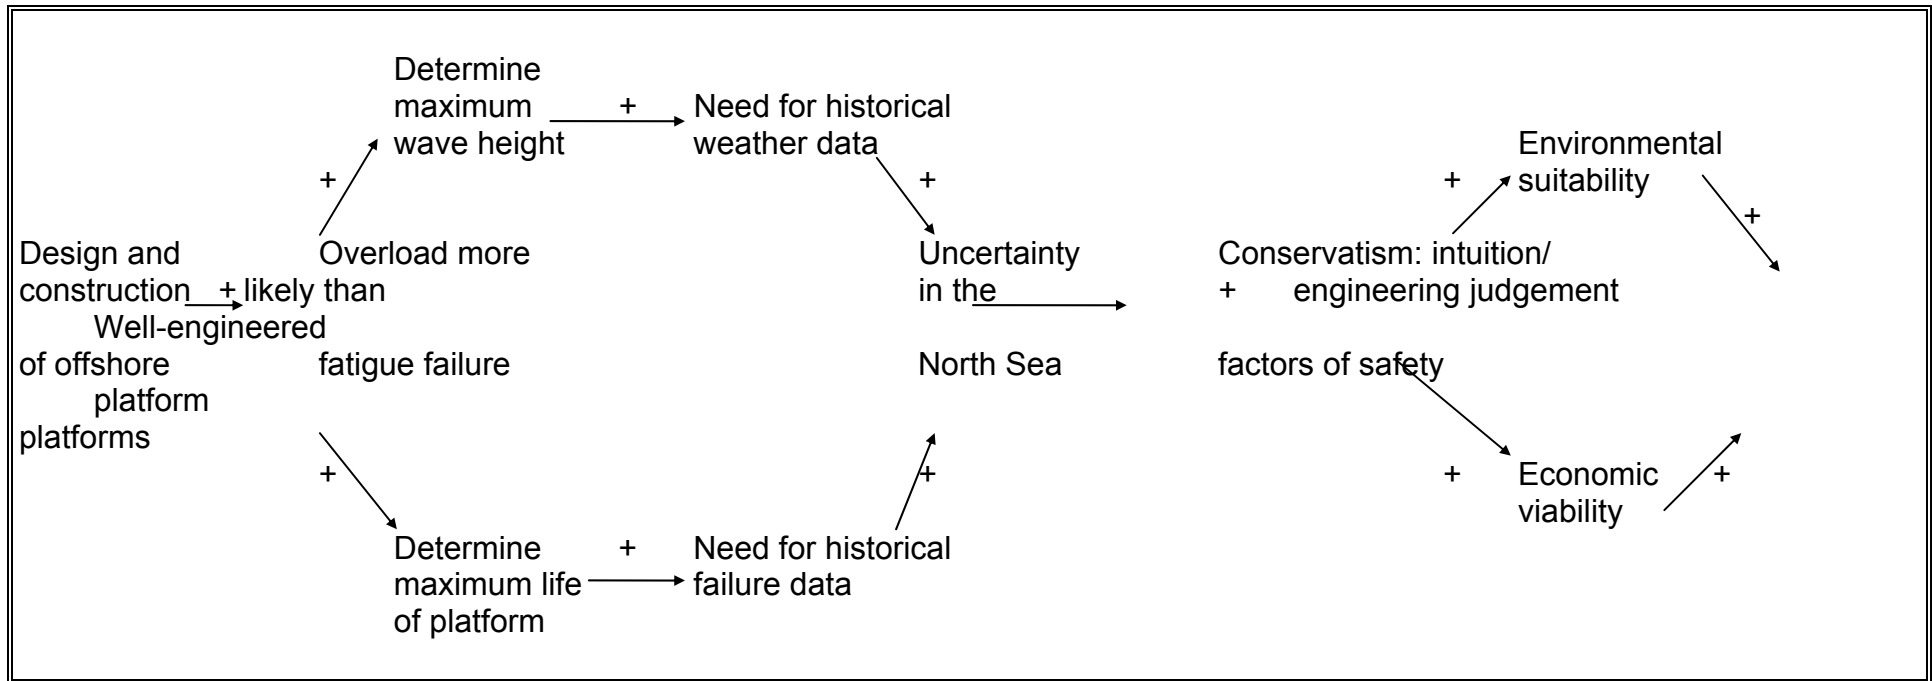 Determine
maximum + Need for historical
wave height weather data Environmental
+ + + suitability
+
Design and Overload more Uncertainty Conservatism: intuition/
construction + likely than in the + engineering judgement
Well-engineered
of offshore fatigue failure North Sea factors of safety
platform
platforms
+ + + Economic +
viability
Determine + Need for historical
maximum life failure data
of platform